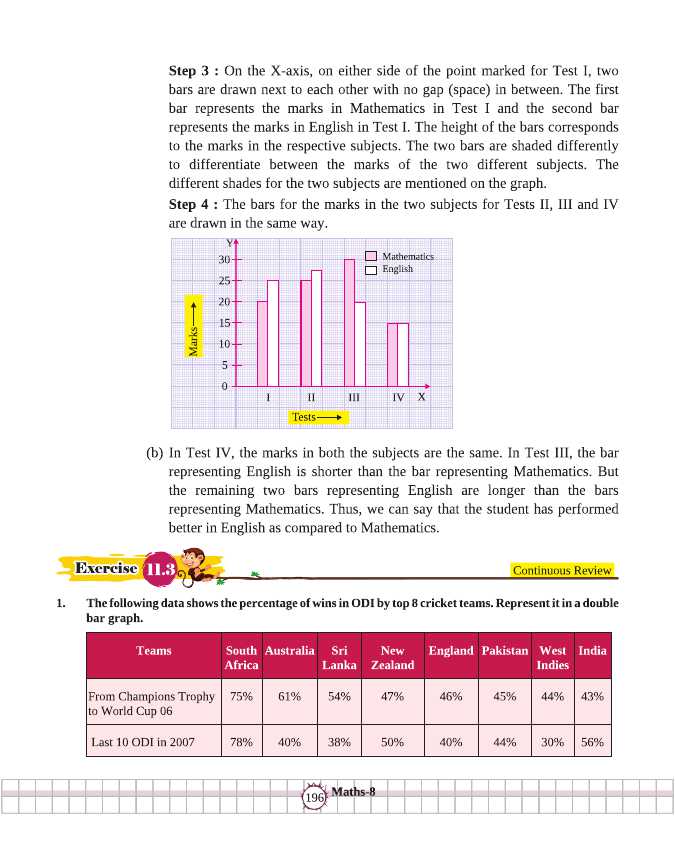 Step 3 : On the X-axis, on either side of the point marked for Test I, two
bars are drawn next to each other with no gap (space) in between. The first
bar represents the marks in Mathematics in Test I and the second bar
represents the marks in English in Test I. The height of the bars corresponds
to the marks in the respective subjects. The two bars are shaded differently
to differentiate between the marks of the two different subjects. The
different shades for the two subjects are mentioned on the graph.
Step 4 : The bars for the marks in the two subjects for Tests II, III and IV
are drawn in the same way.
Y
Mathematics
English
30
25
20
15
10
5
0
Marks
I II III IV X
Tests
(b) In Test IV, the marks in both the subjects are the same. In Test III, the bar
representing English is shorter than the bar representing Mathematics. But
the remaining two bars representing English are longer than the bars
representing Mathematics. Thus, we can say that the student has performed
better in English as compared to Mathematics.
Exercise 11.3
Continuous Review
1. The following data shows the percentage of wins in ODI by top 8 cricket teams. Represent it in a double
bar graph.
Teams South Australia Sri New England Pakistan West India
Africa Lanka Zealand Indies
From Champions Trophy 75% 61% 54% 47% 46% 45% 44% 43%
to World Cup 06
Last 10 ODI in 2007 78% 40% 38% 50% 40% 44% 30% 56%
196 Maths-8